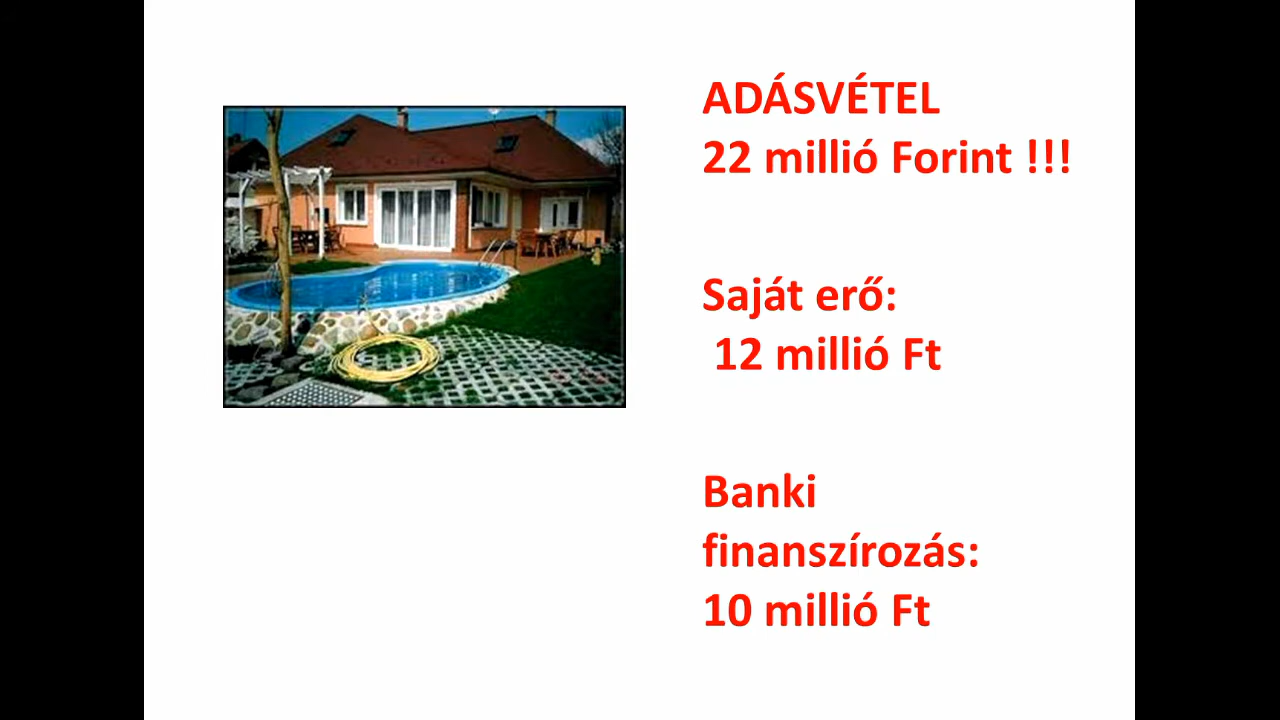 ADÁSVÉTEL
22 millió Forint !!!
Saját erő:
12 millió Ft
Banki
finanszírozás:
10 millió Ft